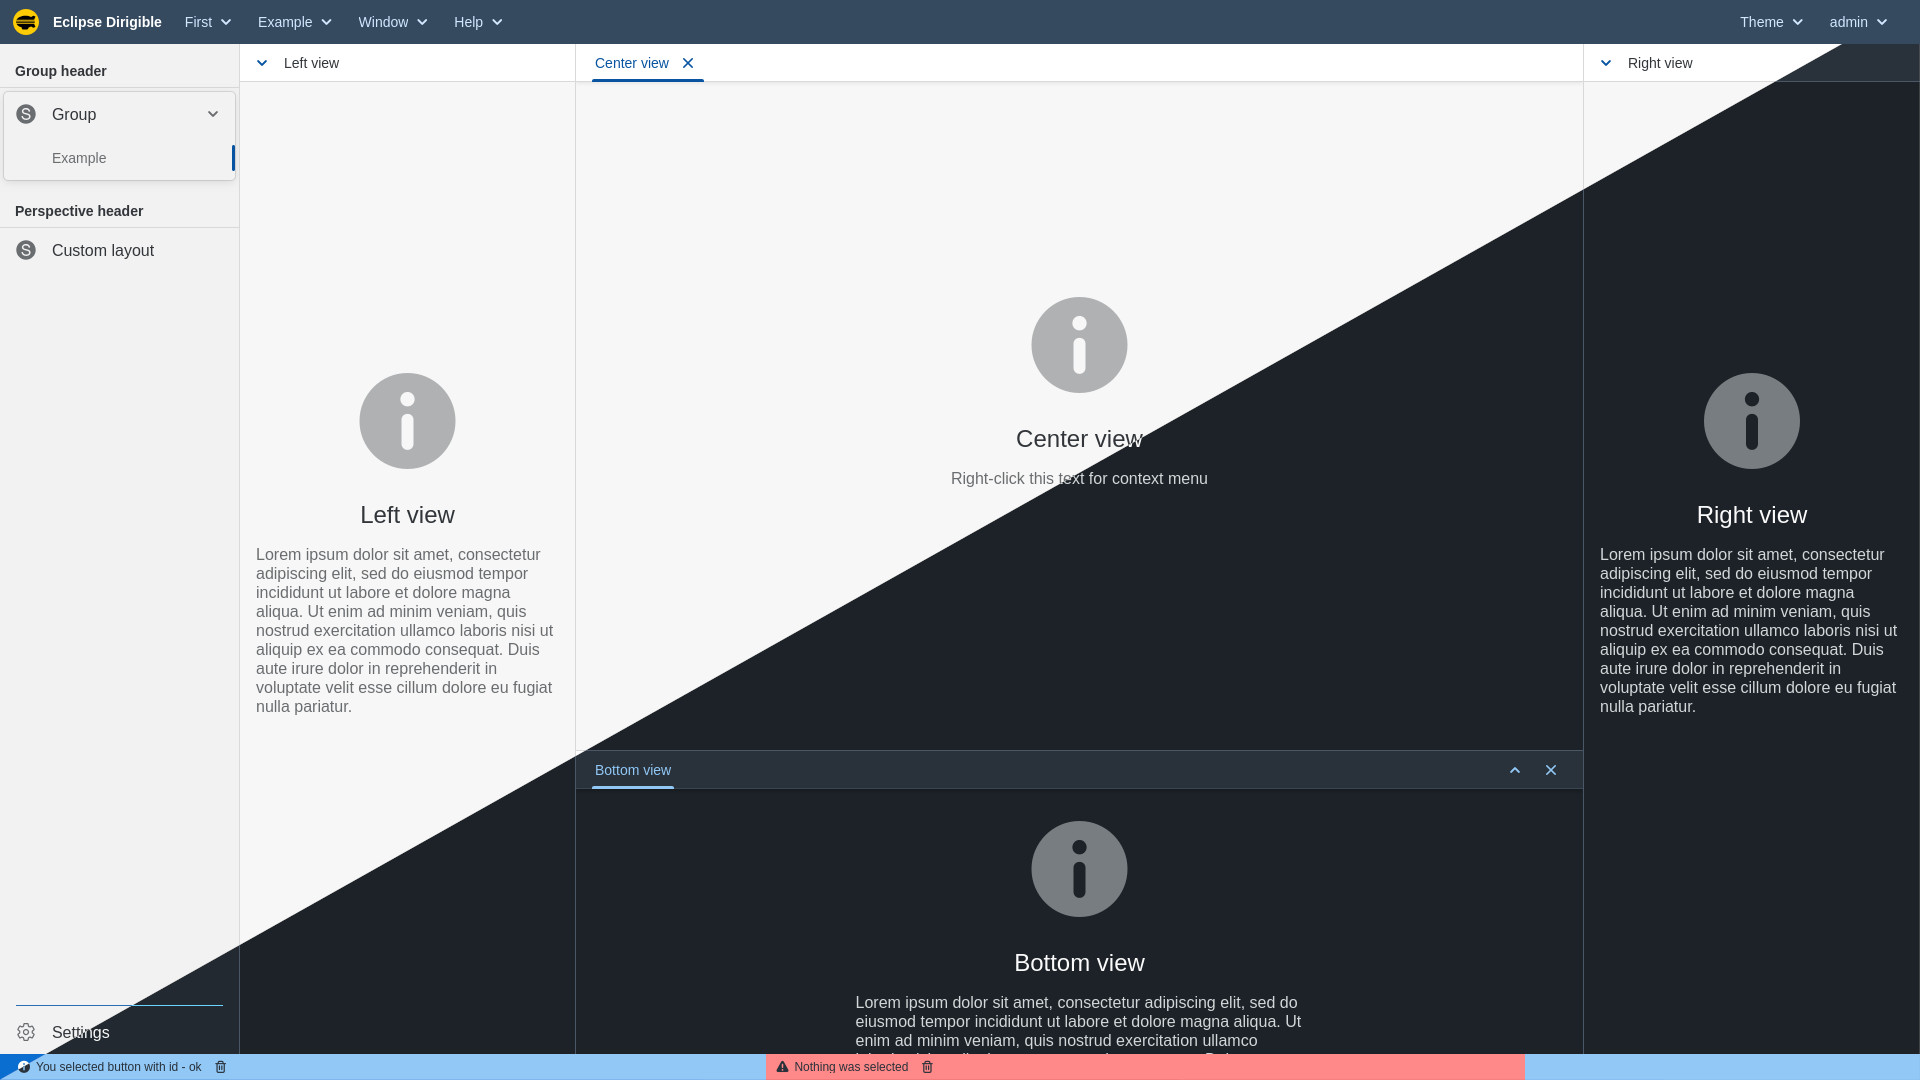 Eclipse Dirigible First Example Window Help Theme admin
Group header
Group
Example
Perspective header
Custom layout
Settings
Left view
Left view
Lorem ipsum dolor sit amet, consectetur
adipiscing elit, sed do eiusmod tempor
incididunt ut labore et dolore magna
aliqua. Ut enim ad minim veniam, quis
nostrud exercitation ullamco laboris nisi ut
aliquip ex ea commodo consequat. Duis
aute irure dolor in reprehenderit in
voluptate velit esse cillum dolore eu fugiat
nulla pariatur.
Center view
Center view
Right-click this text for context menu
Bottom view
Bottom view
Lorem ipsum dolor sit amet, consectetur adipiscing elit, sed do
eiusmod tempor incididunt ut labore et dolore magna aliqua. Ut
enim ad minim veniam, quis nostrud exercitation ullamco
Right view
Right view
Lorem ipsum dolor sit amet, consectetur
adipiscing elit, sed do eiusmod tempor
incididunt ut labore et dolore magna
aliqua. Ut enim ad minim veniam, quis
nostrud exercitation ullamco laboris nisi ut
aliquip ex ea commodo consequat. Duis
aute irure dolor in reprehenderit in
voluptate velit esse cillum dolore eu fugiat
nulla pariatur.
You selected button with id - ok
Nothing was selected